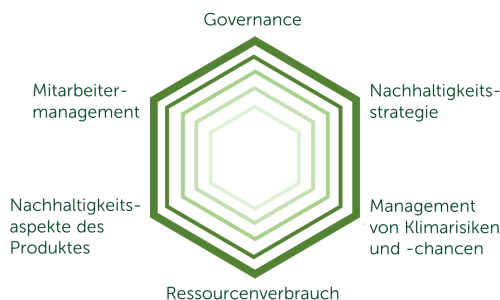 Governance
Mitarbeiter-
management
Nachhaltigkeits-
strategie
Nachhaltigkeits-
aspekte des
Produktes
Management
von Klimarisiken
und -chancen
Ressourcenverbrauch